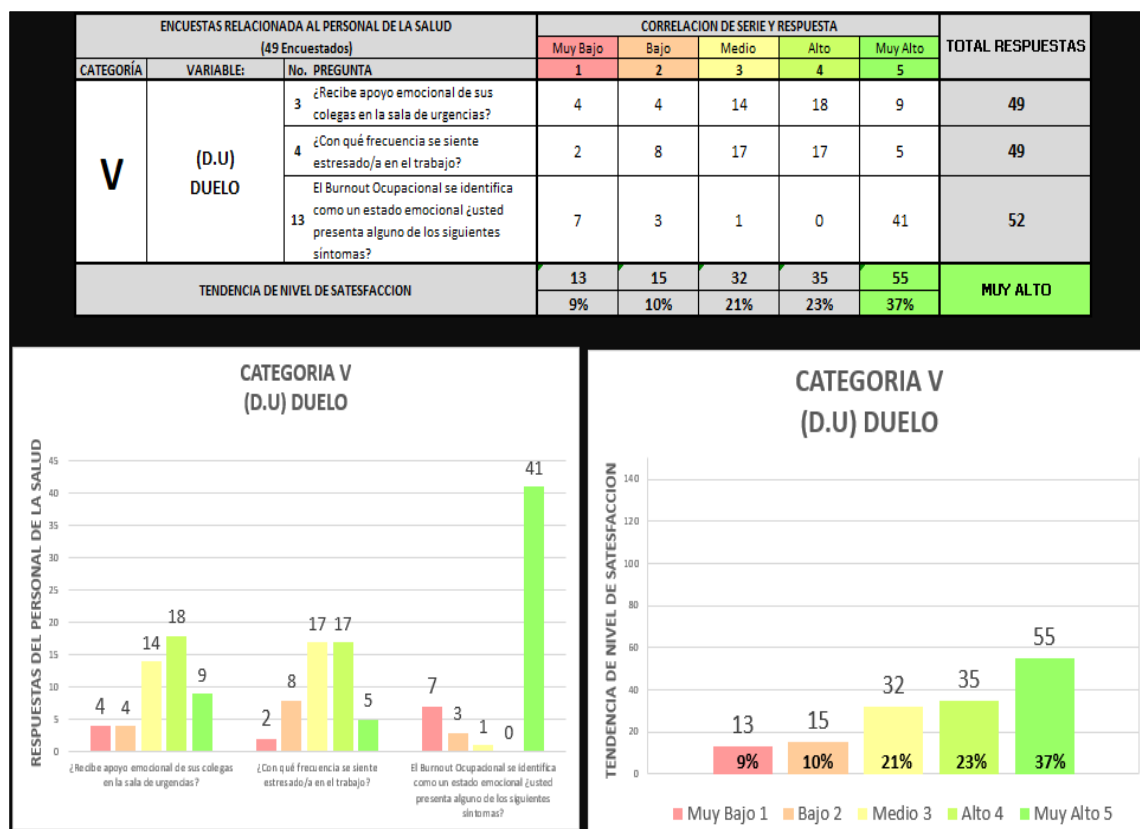 ENCUESTAS RELACIONADA AL PERSONAL DE LA SALUD
(49 Encuestados)
CORRELACION DE SERIE Y RESPUESTA
TOTAL RESPUESTAS
Muy Bajo Bajo Medio Alto Muy Alto
CATEGORÍA VARIABLE: No. PREGUNTA 1 2 3 4 5
V
(D.U)
DUELO
3 ¿Recibe apoyo emocional de sus
colegas en la sala de urgencias?
4 4 14 18 9 49
4 ¿Con qué frecuencia se siente
estresado/a en el trabajo?
2 8 17 17 5 49
13 El Burnout Ocupacional se identifica
como un estado emocional ¿usted
presenta alguno de los siguientes
síntomas?
7 3 1 0 41 52
TENDENCIA DE NIVEL DE SATESFACCION
13 15 32 35 55
9% 10% 21% 23% 37%
MUY ALTO
CATEGORIA V
(D.U) DUELO
RESPUESTAS DEL PERSONAL DE LA SALUD
45
40
35
30
25
20
15
10
5
0
4 4 14 18 9
2 8 17 17 5
7 3 1 0 41
¿Recibe apoyo emocional de sus colegas
en la sala de urgencias?
¿Con qué frecuencia se siente
estresado/a en el trabajo?
El Burnout Ocupacional se identifica
como un estado emocional ¿usted
presenta alguno de los siguientes
síntomas?
CATEGORIA V
(D.U) DUELO
TENDENCIA DE NIVEL DE SATESFACCION
140
120
100
80
60
40
20
0
13 15 32 35 55
9% 10% 21% 23% 37%
Muy Bajo 1 Bajo 2 Medio 3 Alto 4 Muy Alto 5